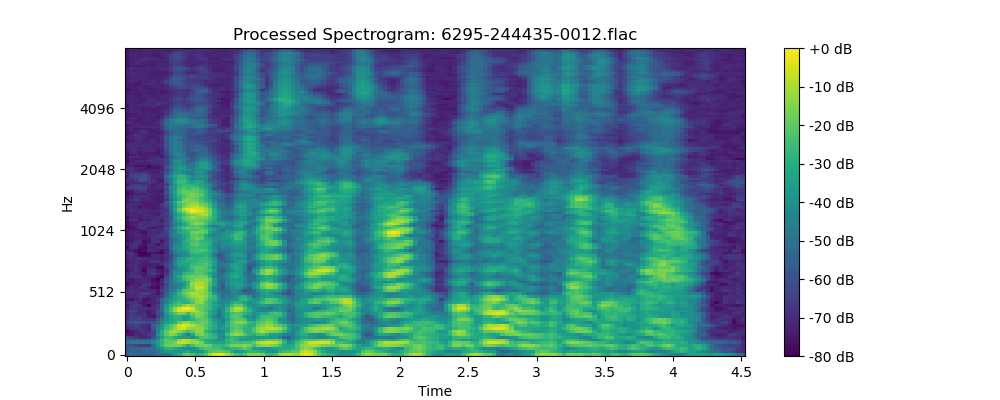 Processed Spectrogram: 6295-244435-0012.flac
Hz
4096
2048
1024
512
0
0 0.5 1 1.5 2 2.5 3 3.5 4 4.5
Time
+0 dB
-10 dB
-20 dB
-30 dB
-40 dB
-50 dB
-60 dB
-70 dB
-80 dB